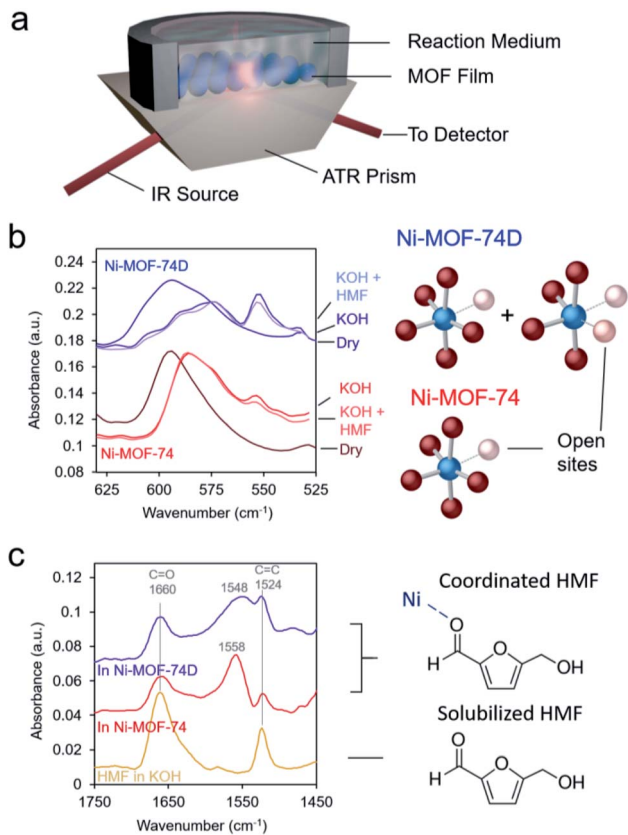 a
Reaction Medium
MOF Film
To Detector
ATR Prism
IR Source
b
Ni-MOF-74D
0.24
0.22
0.2
0.18
0.16
0.14
0.12
0.1
0.08
Absorbance (a.u.)
Ni-MOF-74D
KOH +
HMF
KOH
Dry
KOH
KOH +
HMF
Dry
Ni-MOF-74
625
600
575
550
525
Wavenumber (cm⁻¹)
+
Ni-MOF-74
Open
sites
c
0.12
0.1
0.08
0.06
0.04
0.02
0
Absorbance (a.u.)
C=O
1660
1548
C=C
1524
1558
In Ni-MOF-74D
In Ni-MOF-74
HMF in KOH
1750
1650
1550
1450
Wavenumber (cm⁻¹)
Coordinated HMF
Ni
O
H
O
OH
Solubilized HMF
O
H
O
OH